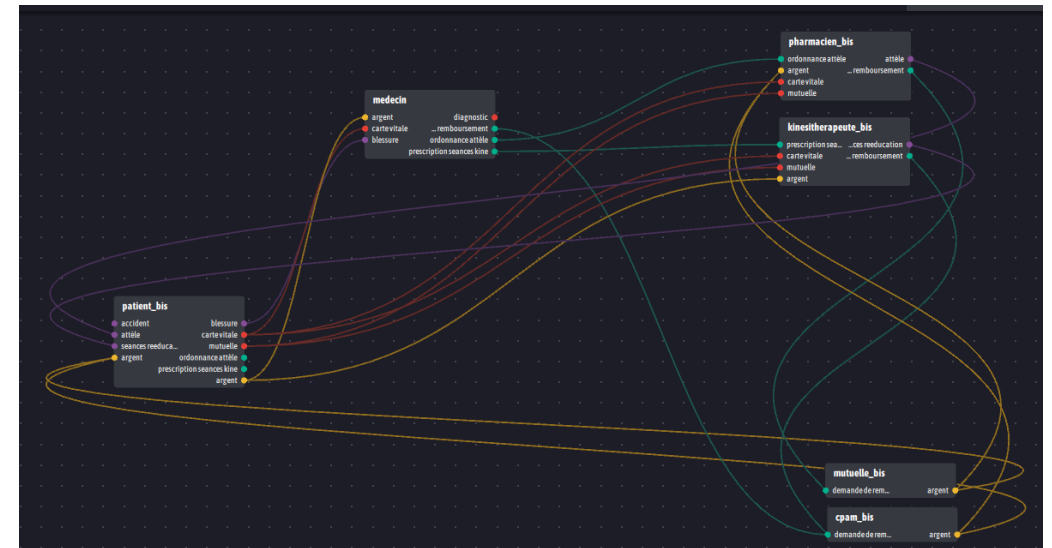 pharmacien_bis
ordonnance attèle attèle
argent ... remboursement
carte vitale
mutuelle
medecin
argent diagnostic
carte vitale ... remboursement
blessure ordonnance attèle
prescription seances kine
kinesitherapeute_bis
prescription sea... ...ces reeducation
carte vitale ... remboursement
mutuelle
argent
patient_bis
accident blessure
attèle carte vitale
seances reeduca... mutuelle
argent ordonnance attèle
prescription seances kine
argent
mutuelle_bis
demande de rem... argent
cpam_bis
demande de rem... argent